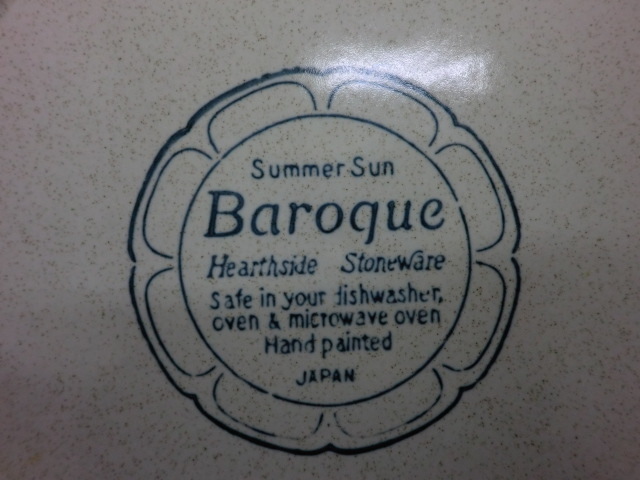 Summer Sun
Baroque
Hearthside Stoneware
Safe in your dishwasher,
oven & microwave oven
Hand painted
JAPAN